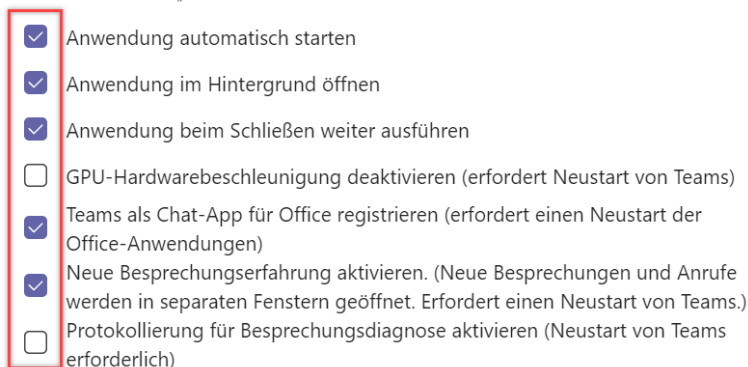 Anwendung automatisch starten
Anwendung im Hintergrund öffnen
Anwendung beim Schließen weiter ausführen
GPU-Hardwarebeschleunigung deaktivieren (erfordert Neustart von Teams)
Teams als Chat-App für Office registrieren (erfordert einen Neustart der
Office-Anwendungen)
Neue Besprechungserfahrung aktivieren. (Neue Besprechungen und Anrufe
werden in separaten Fenstern geöffnet. Erfordert einen Neustart von Teams.)
Protokollierung für Besprechungsdiagnose aktivieren (Neustart von Teams
erforderlich)